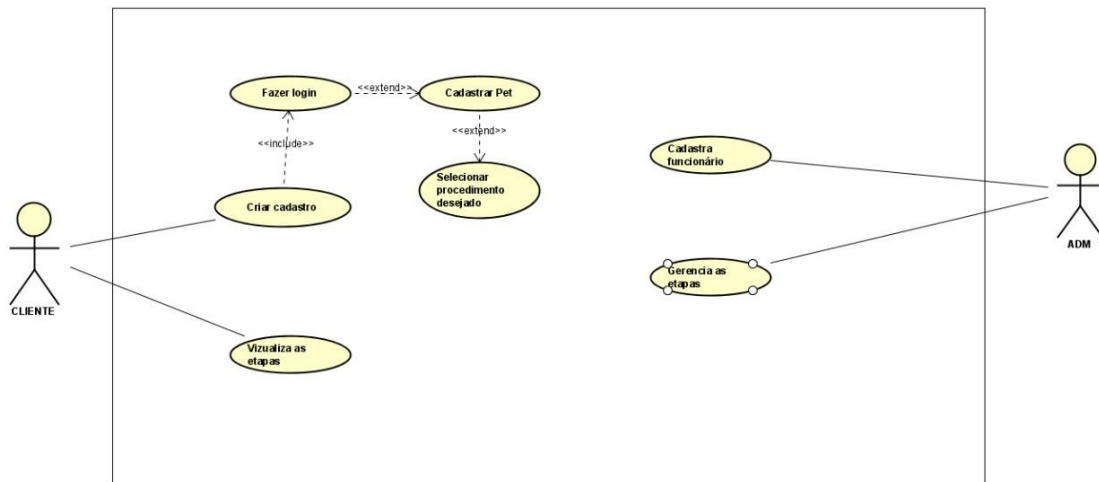 Fazer login
<<extend>>
Cadastrar Pet
<<include>>
<<extend>>
Selecionar
procedimento
desejado
Criar cadastro
CLIENTE
Vizualiza as
etapas
Cadastra
funcionário
Gerencia as
etapas
ADM